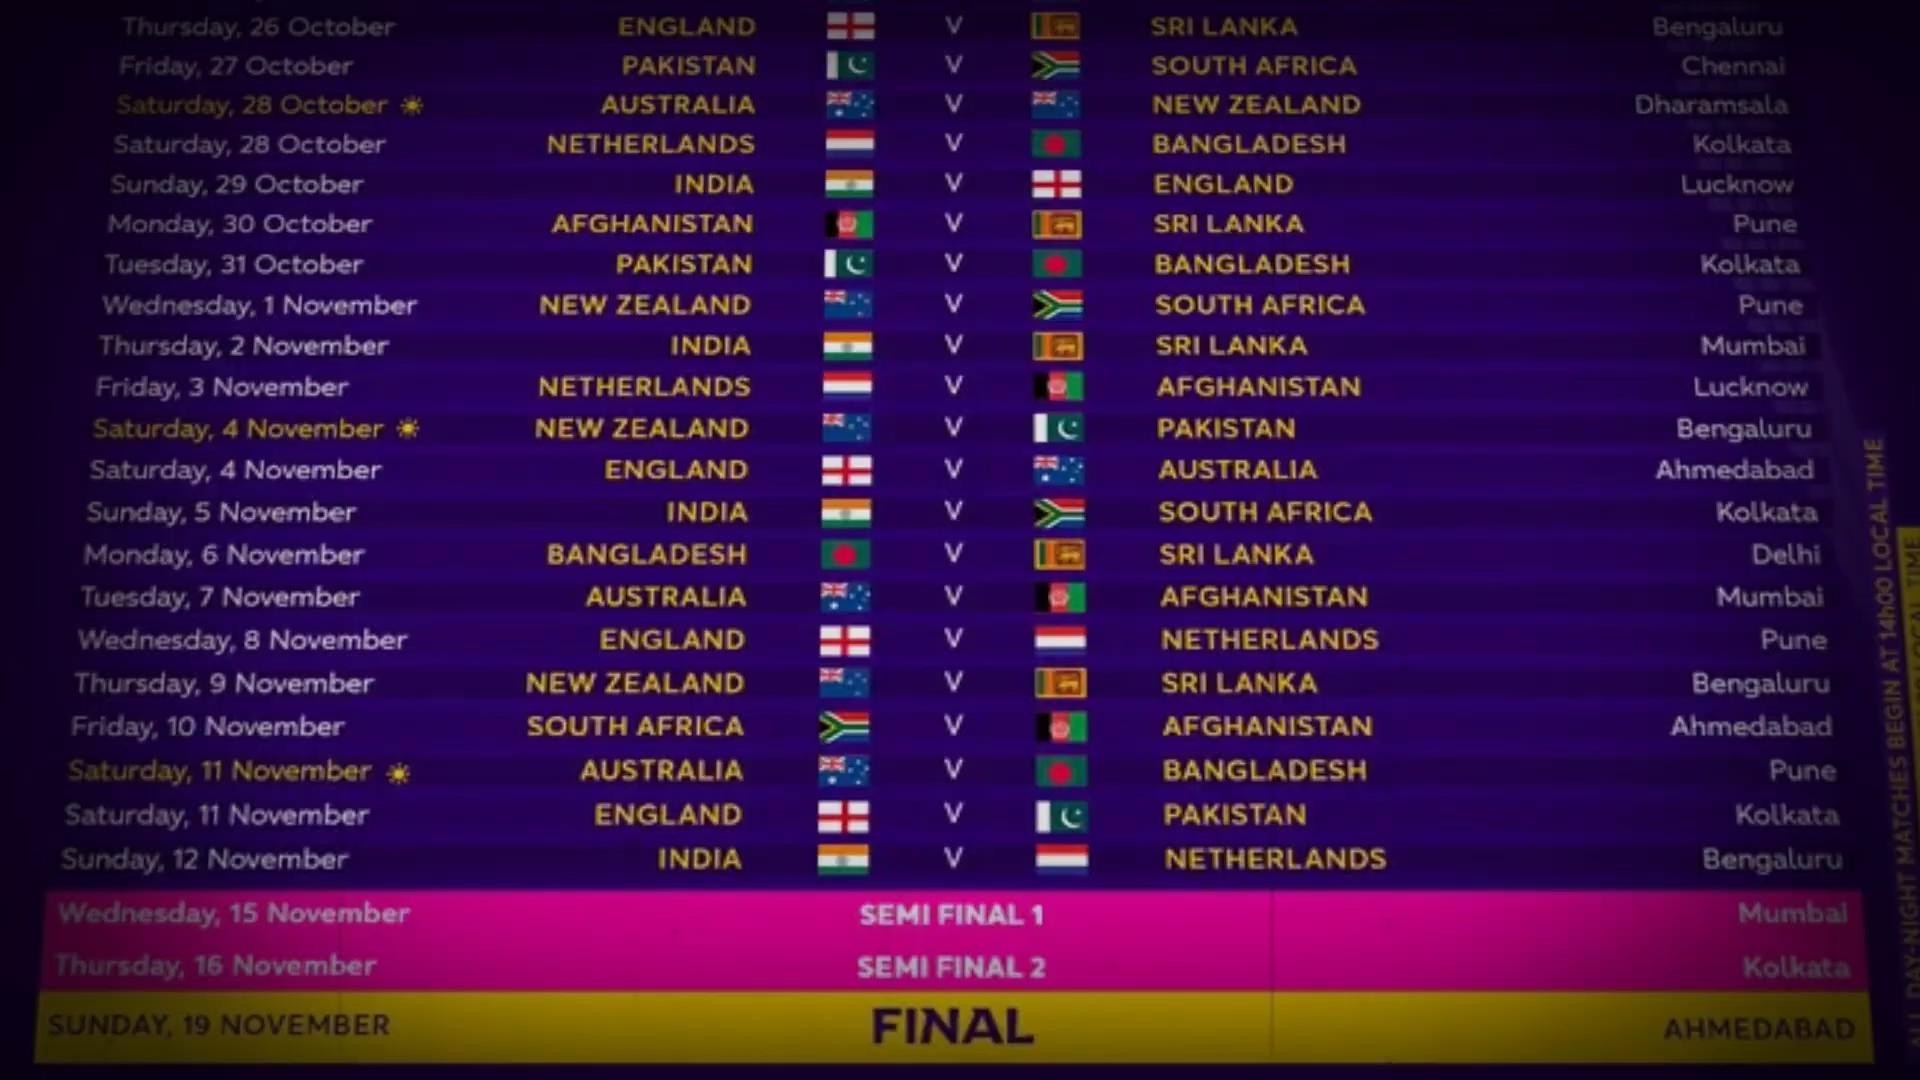 Thursday, 26 October ENGLAND V SRI LANKA Bengaluru
Friday, 27 October PAKISTAN V SOUTH AFRICA Chennai
Saturday, 28 October AUSTRALIA V NEW ZEALAND Dharamsala
Saturday, 28 October NETHERLANDS V BANGLADESH Kolkata
Sunday, 29 October INDIA V ENGLAND Lucknow
Monday, 30 October AFGHANISTAN V SRI LANKA Pune
Tuesday, 31 October PAKISTAN V BANGLADESH Kolkata
Wednesday, 1 November NEW ZEALAND V SOUTH AFRICA Pune
Thursday, 2 November INDIA V SRI LANKA Mumbai
Friday, 3 November NETHERLANDS V AFGHANISTAN Lucknow
Saturday, 4 November NEW ZEALAND V PAKISTAN Bengaluru
Saturday, 4 November ENGLAND V AUSTRALIA Ahmedabad
Sunday, 5 November INDIA V SOUTH AFRICA Kolkata
Monday, 6 November BANGLADESH V SRI LANKA Delhi
Tuesday, 7 November AUSTRALIA V AFGHANISTAN Mumbai
Wednesday, 8 November ENGLAND V NETHERLANDS Pune
Thursday, 9 November NEW ZEALAND V SRI LANKA Bengaluru
Friday, 10 November SOUTH AFRICA V AFGHANISTAN Ahmedabad
Saturday, 11 November AUSTRALIA V BANGLADESH Pune
Saturday, 11 November ENGLAND V PAKISTAN Kolkata
Sunday, 12 November INDIA V NETHERLANDS Bengaluru
Wednesday, 15 November SEMI FINAL 1 Mumbai
Thursday, 16 November SEMI FINAL 2 Kolkata
SUNDAY, 19 NOVEMBER FINAL AHMEDABAD
ALL DAY-NIGHT MATCHES BEGIN AT 14h00 LOCAL TIME
LOCAL TIME